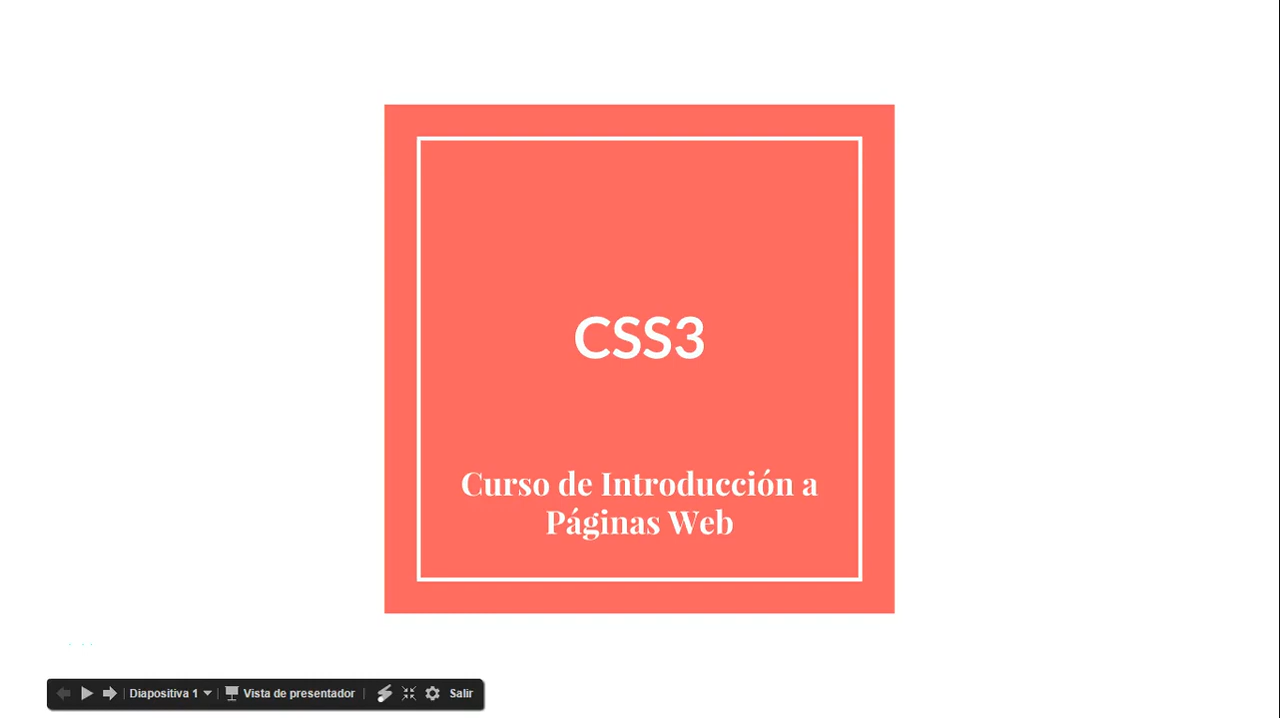 CSS3
Curso de Introducción a
Páginas Web
Diapositiva 1
Vista de presentador
Salir